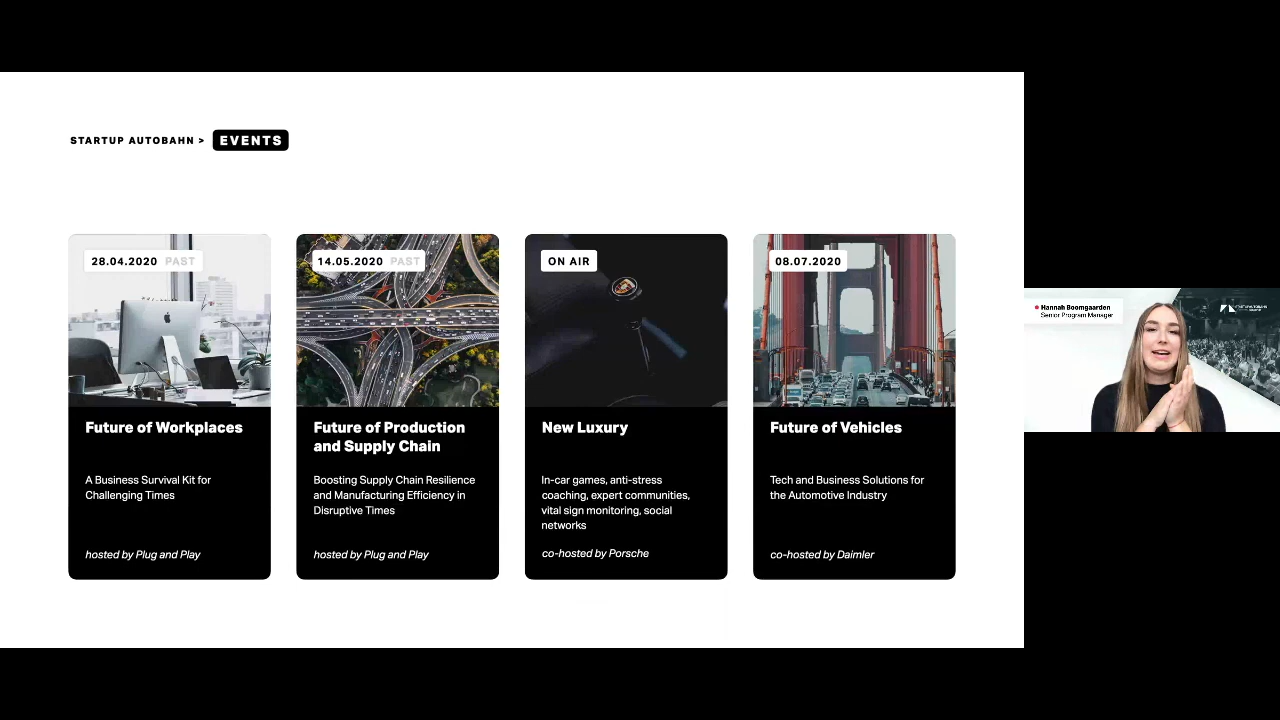 STARTUP AUTOBAHN > EVENTS
28.04.2020 PAST
Future of Workplaces
A Business Survival Kit for
Challenging Times
hosted by Plug and Play
14.05.2020 PAST
Future of Production
and Supply Chain
Boosting Supply Chain Resilience
and Manufacturing Efficiency in
Disruptive Times
hosted by Plug and Play
ON AIR
New Luxury
In-car games, anti-stress
coaching, expert communities,
vital sign monitoring, social
networks
co-hosted by Porsche
08.07.2020
Future of Vehicles
Tech and Business Solutions for
the Automotive Industry
co-hosted by Daimler
Hannah Boomgaarden
Senior Program Manager